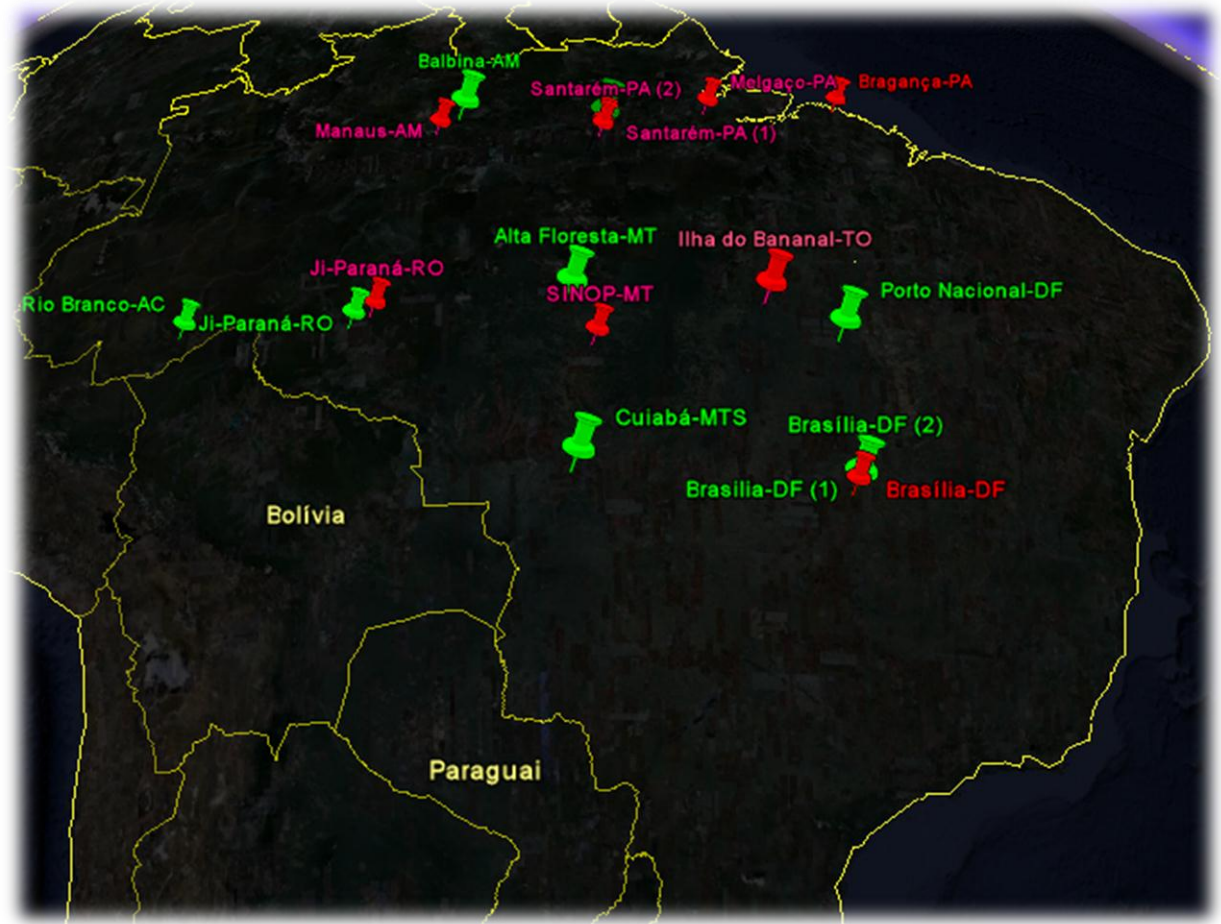 Balbina-AM
Santarém-PA (2)
Melgaço-PA
Bragança-PA
Manaus-AM
Santarém-PA (1)
Alta Floresta-MT
Ilha do Bananal-TO
Ji-Paraná-RO
SINOP-MT
Porto Nacional-DF
Rio Branco-AC
Ji-Paraná-RO
Cuiabá-MTS
Brasília-DF (2)
Brasilia-DF (1)
Brasília-DF
Bolívia
Paraguai